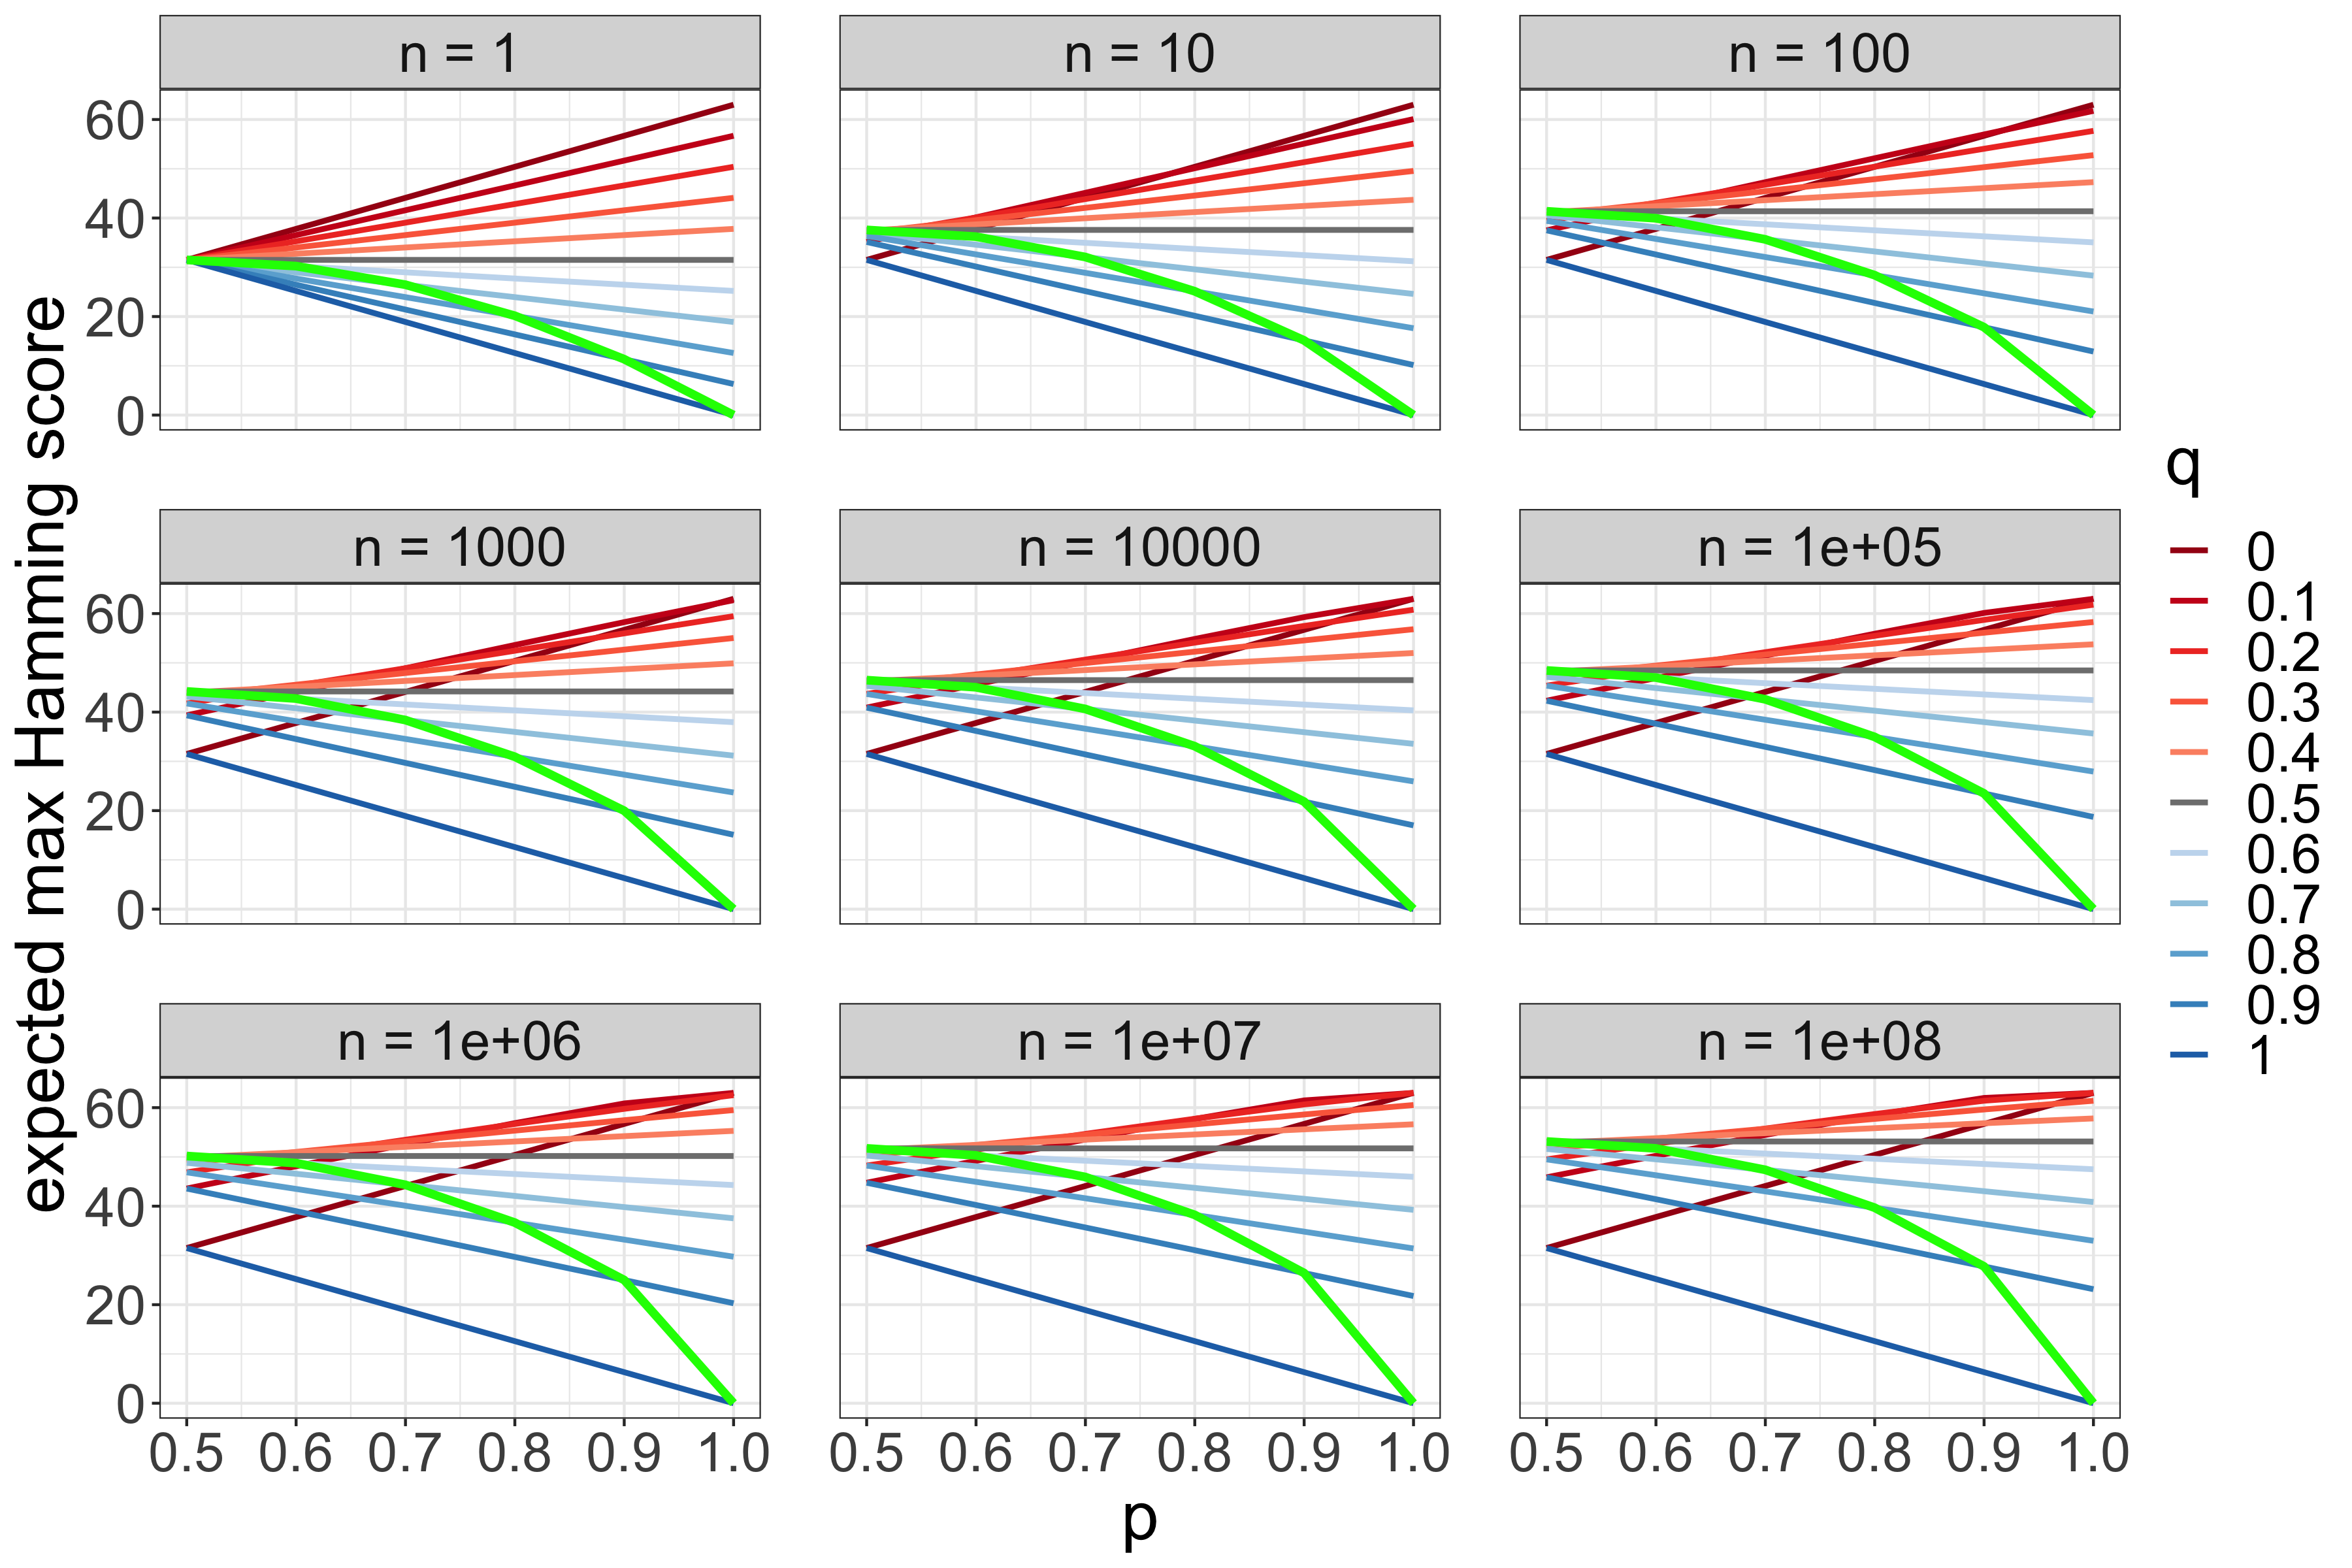 n = 1
n = 10
n = 100
60
40
20
0
n = 1000
n = 10000
n = 1e+05
60
40
20
0
n = 1e+06
n = 1e+07
n = 1e+08
60
40
20
0
0.5 0.6 0.7 0.8 0.9 1.0
0.5 0.6 0.7 0.8 0.9 1.0
0.5 0.6 0.7 0.8 0.9 1.0
p
expected max Hamming score
q
0
0.1
0.2
0.3
0.4
0.5
0.6
0.7
0.8
0.9
1